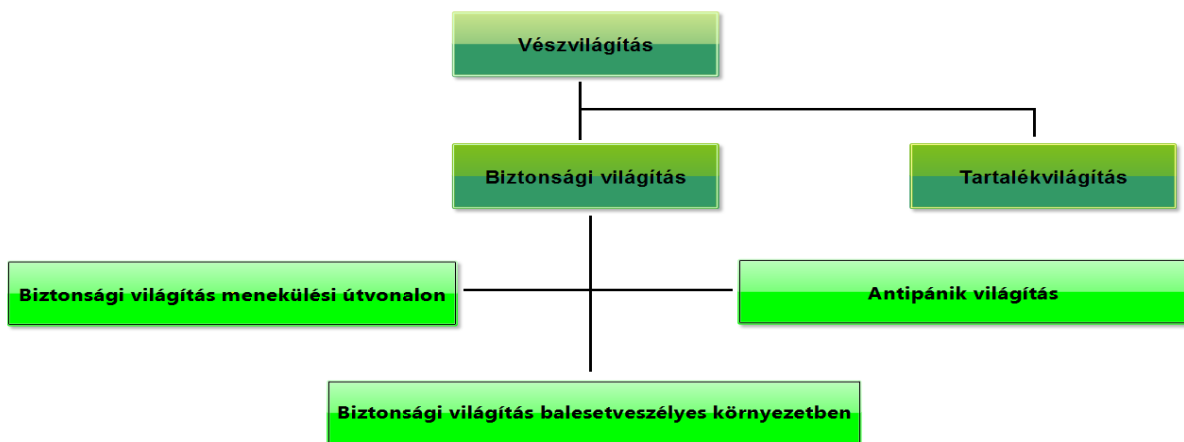 Vészvilágítás
Biztonsági világítás
Tartalékvilágítás
Biztonsági világítás menekülési útvonalon
Antipánik világítás
Biztonsági világítás balesetveszélyes környezetben